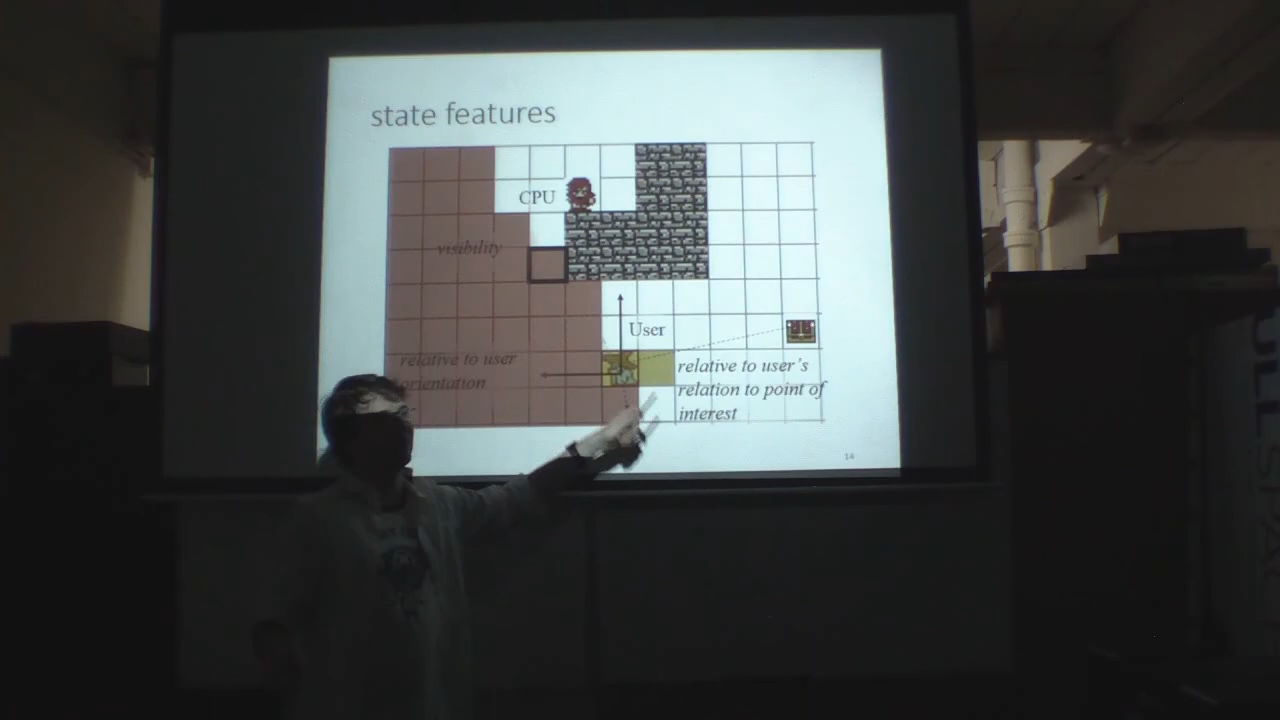 state features
CPU
visibility
User
relative to user
orientation
relative to user's
relation to point of
interest
14